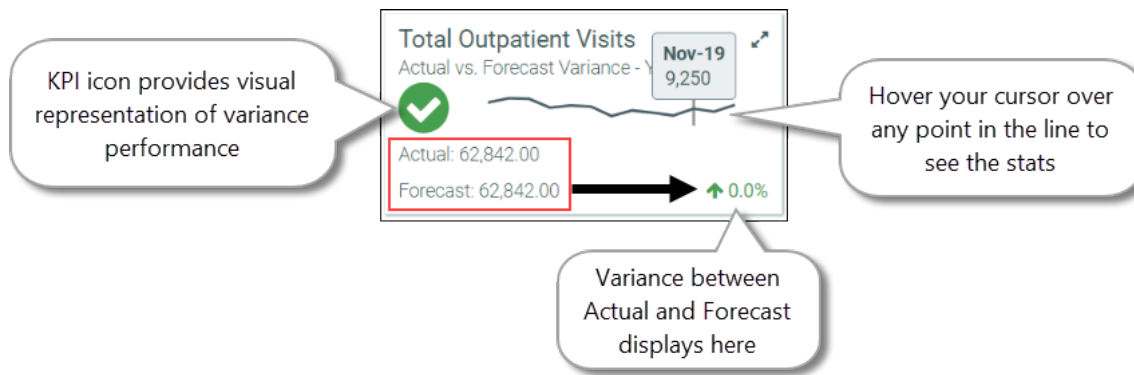 Total Outpatient Visits
Actual vs. Forecast Variance - Y
Nov-19
9,250
Actual: 62,842.00
Forecast: 62,842.00
0.0%
KPI icon provides visual
representation of variance
performance
Hover your cursor over
any point in the line to
see the stats
Variance between
Actual and Forecast
displays here